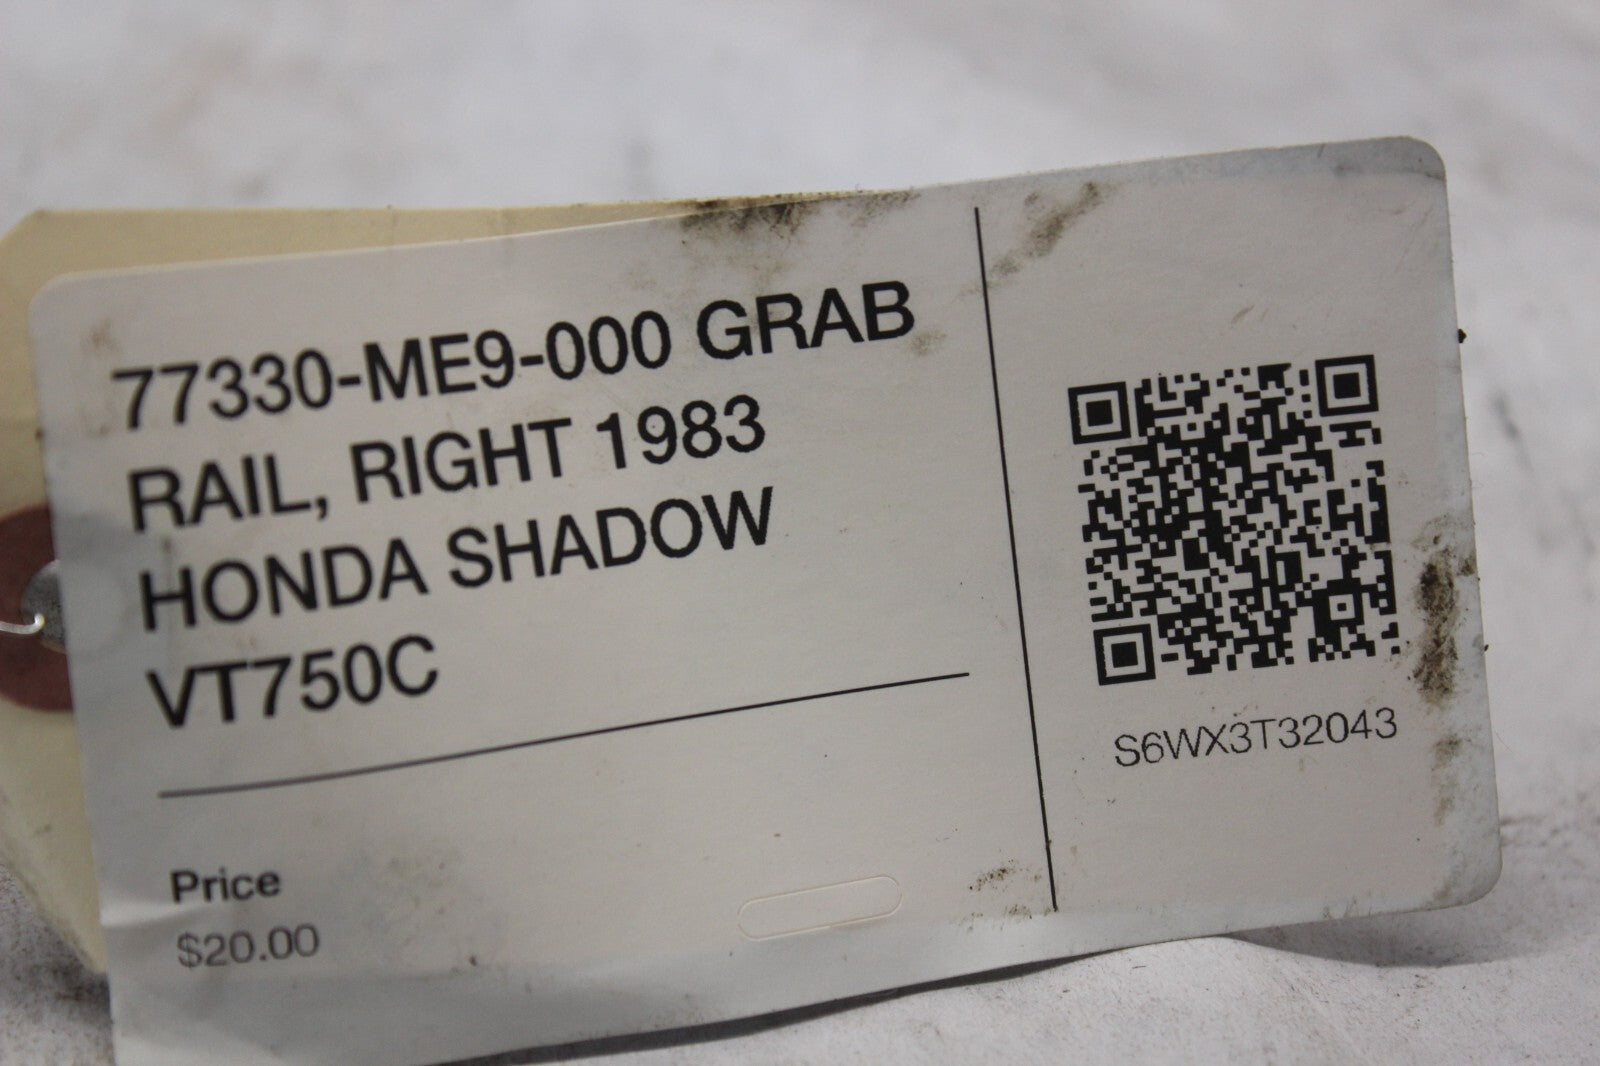 77330-ME9-000 GRAB
RAIL, RIGHT 1983
HONDA SHADOW
VT750C
Price
$20.00
S6WX3T32043